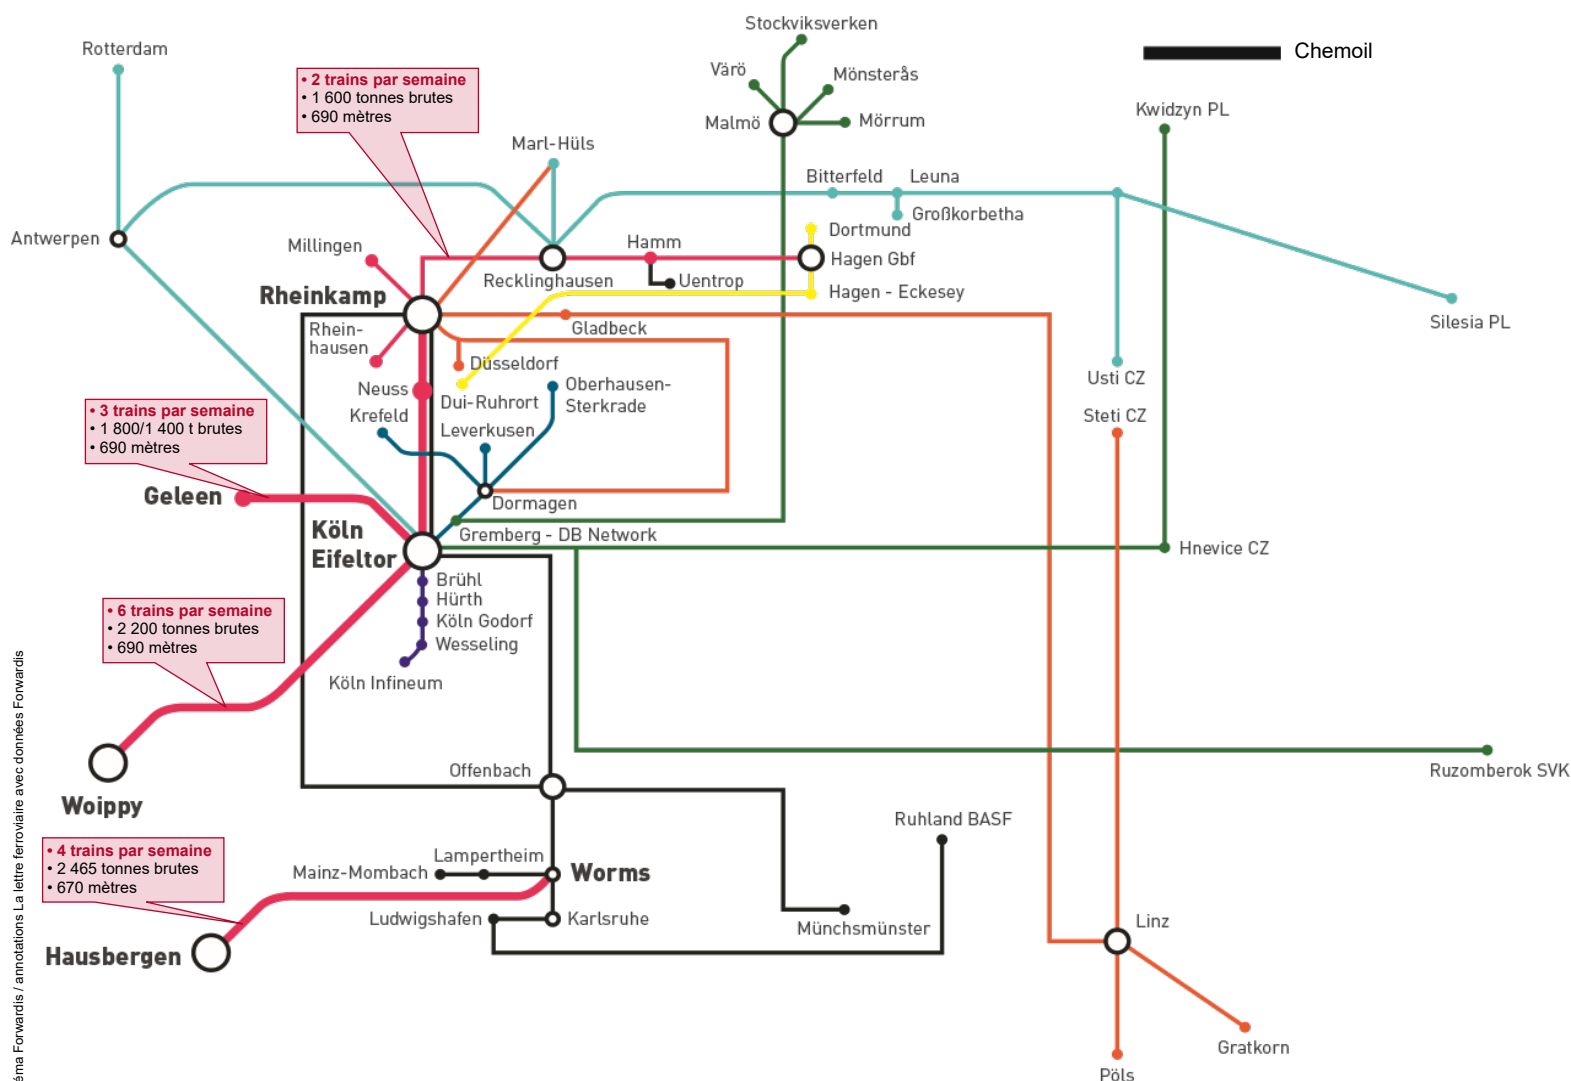 Stockviksverken
Rotterdam
Chemoil
Värö
Mönsterås
• 2 trains par semaine
• 1 600 tonnes brutes
• 690 mètres
Kwidzyn PL
Malmö
Mörrum
Marl-Hüls
Bitterfeld
Leuna
Großkorbetha
Dortmund
Antwerpen
Millingen
Hamm
Hagen Gbf
Recklinghausen
Uentrop
Rheinkamp
Hagen - Eckesey
Silesia PL
Rhein-
hausen
Gladbeck
Düsseldorf
Usti CZ
Neuss
Dui-Ruhrort
Oberhausen-
Sterkrade
Krefeld
Leverkusen
Steti CZ
• 3 trains par semaine
• 1 800/1 400 t brutes
• 690 mètres
Geleen
Dormagen
Köln
Eifeltor
Gremberg - DB Network
Hnevice CZ
Brühl
Hürth
Köln Godorf
Wesseling
Köln Infineum
• 6 trains par semaine
• 2 200 tonnes brutes
• 690 mètres
Offenbach
Ruzomberok SVK
Woippy
Ruhland BASF
• 4 trains par semaine
• 2 465 tonnes brutes
• 670 mètres
Lampertheim
Mainz-Mombach
Worms
Ludwigshafen
Karlsruhe
Münchsmünster
Linz
Hausbergen
Gratkorn
Pöls
éma Forwardis / annotations La lettre ferroviaire avec données Forwardis